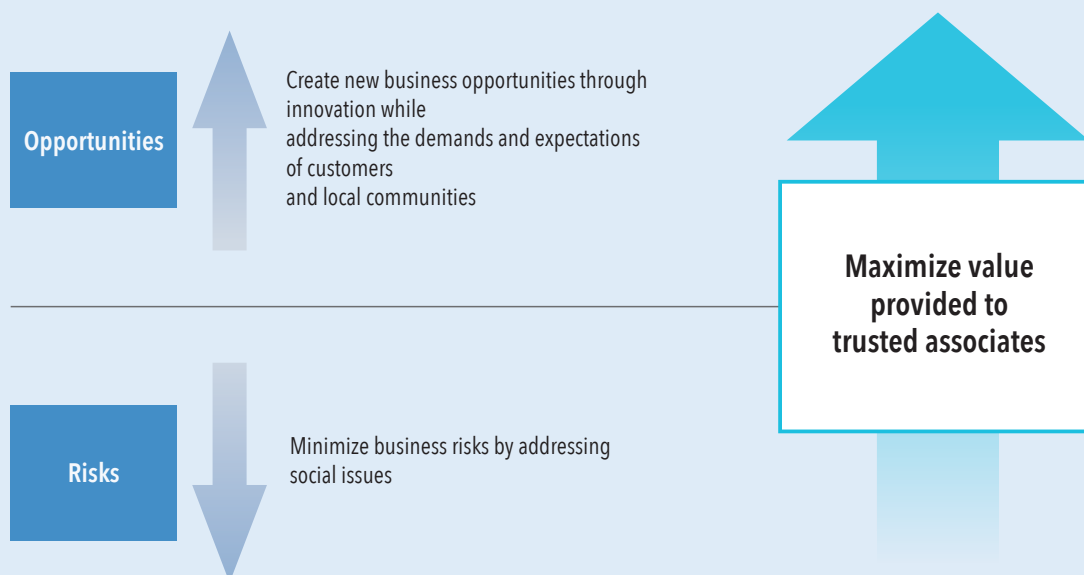 Opportunities
Create new business opportunities through
innovation while
addressing the demands and expectations
of customers
and local communities
Maximize value
provided to
trusted associates
Risks
Minimize business risks by addressing
social issues